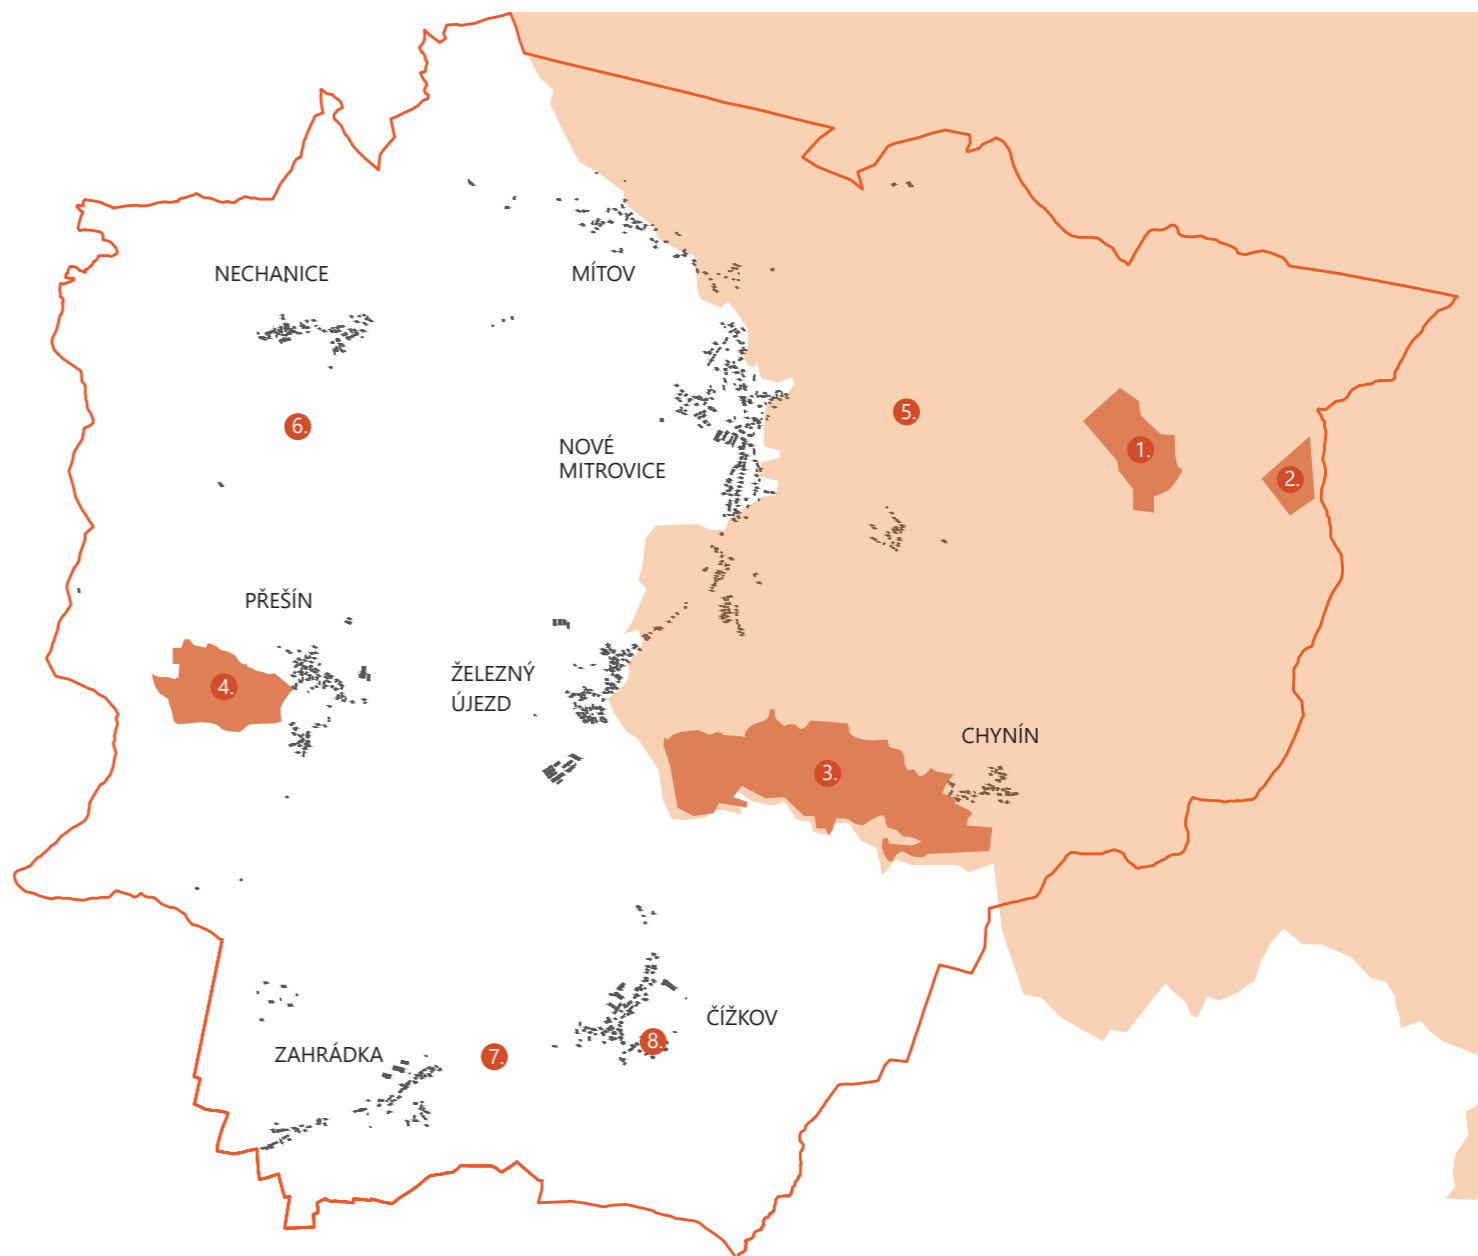 NECHANICE
MÍTOV
5.
6.
NOVÉ
MITROVICE
1.
2.
PŘEŠÍN
ŽELEZNÝ
ÚJEZD
4.
CHYNÍN
3.
ČÍŽKOV
8.
ZAHRÁDKA
7.